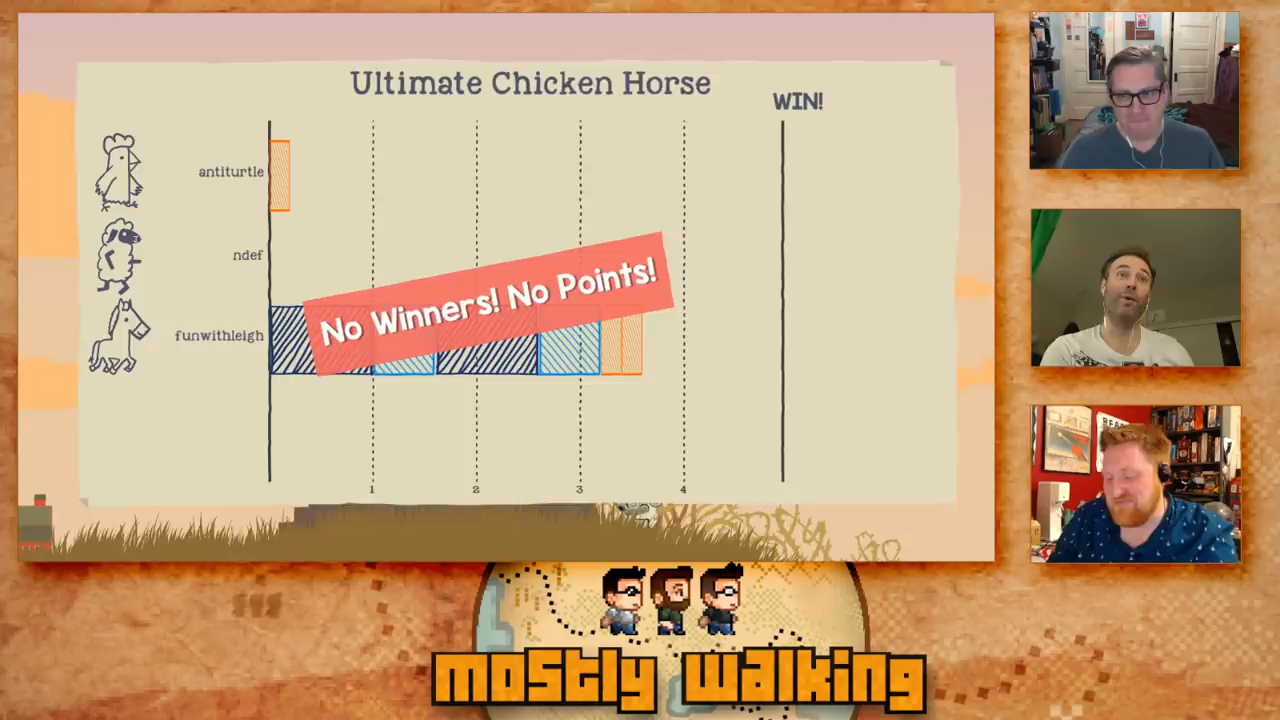 Ultimate Chicken Horse
WIN!
antiturtle
ndef
funwithleigh
No Winners! No Points!
1 2 3 4
mostly walking